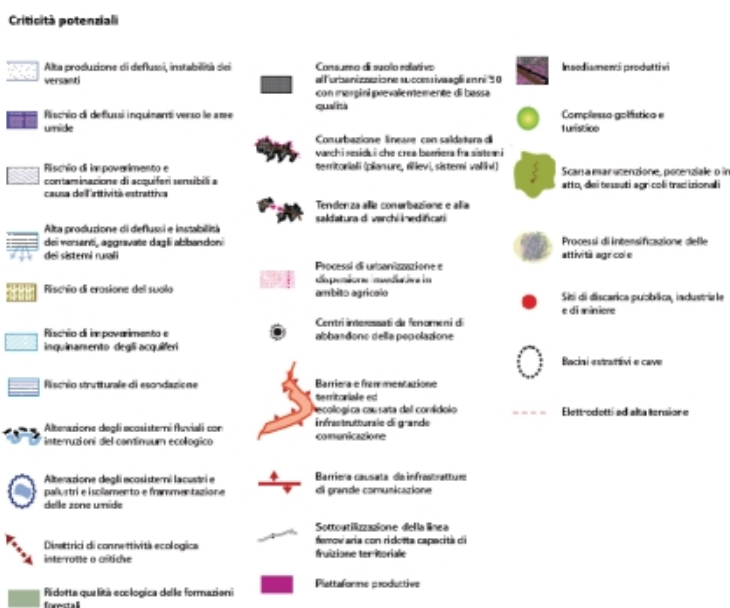 Criticità potenziali
Alta produzione di deflussi, instabilità dei
versanti
Rischio di deflussi inquinanti verso le aree
umide
Rischio di impoverimento e
contaminazione di acquiferi sensibili a
causa dell'attività estrattiva
Alta produzione di deflussi e instabilità
dei versanti, aggravate dagli abbandoni
dei sistemi rurali
Rischio di erosione del suolo
Rischio di impoverimento e
inquinamento degli acquiferi
Rischio strutturale di esondazione
Alterazione degli ecosistemi fluviali con
interruzioni del continuum ecologico
Alterazione degli ecosistemi lacustri e
palustri e isolamento e frammentazione
delle zone umide
Direttrici di connettività ecologica
interrotte o critiche
Ridotta qualità ecologica delle formazioni
forestali
Consumo di suolo relativo
all'urbanizzazione successiva agli anni '50
con margini prevalentemente di bassa
qualità
Conurbazione lineare con saldatura di
varchi residui che crea barriera fra sistemi
territoriali (pianure, rilievi, sistemi vallivi)
Tendenza alla conurbazione e alla
saldatura di varchi inedificati
Processi di urbanizzazione e
dispersione insediativa in
ambito agricolo
Centri interessati da fenomeni di
abbandono della popolazione
Barriera e frammentazione
territoriale ed
ecologica causata dal corridoio
infrastrutturale di grande
comunicazione
Barriera causata da infrastrutture
di grande comunicazione
Sottoutilizzazione della linea
ferroviaria con ridotta capacità di
fruizione territoriale
Piattaforme produttive
Insediamenti produttivi
Complesso golfistico e
turistico
Scarsa manutenzione, potenziale o in
atto, dei tessuti agricoli tradizionali
Processi di intensificazione delle
attività agricole
Siti di discarica pubblica, industriale
e di miniere
Bacini estrattivi e cave
Elettrodotti ad alta tensione